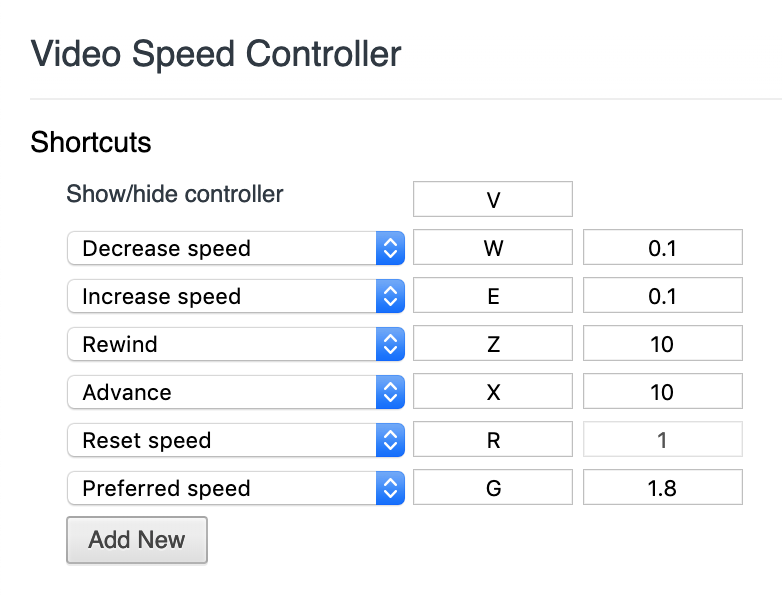 Video Speed Controller
Shortcuts
Show/hide controller V
Decrease speed W 0.1
Increase speed E 0.1
Rewind Z 10
Advance X 10
Reset speed R 1
Preferred speed G 1.8
Add New